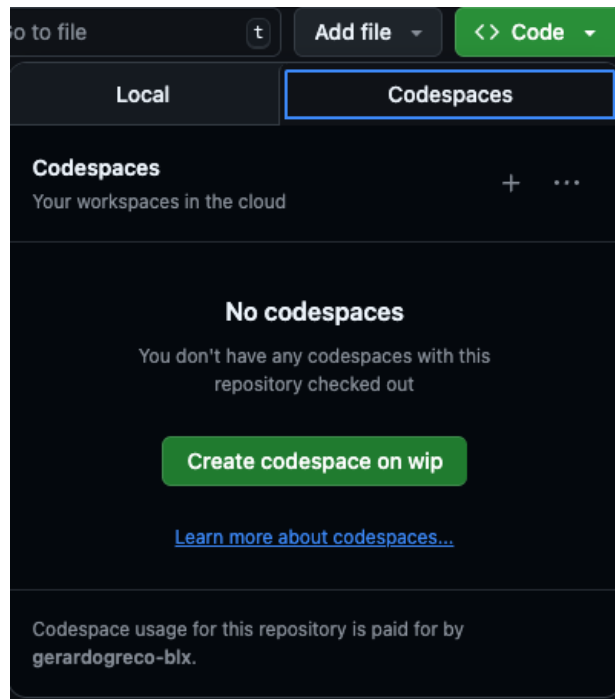 to file t Add file <> Code
Local Codespaces
Codespaces
Your workspaces in the cloud
No codespaces
You don't have any codespaces with this
repository checked out
Create codespace on wip
Learn more about codespaces...
Codespace usage for this repository is paid for by
gerardogreco-blx.